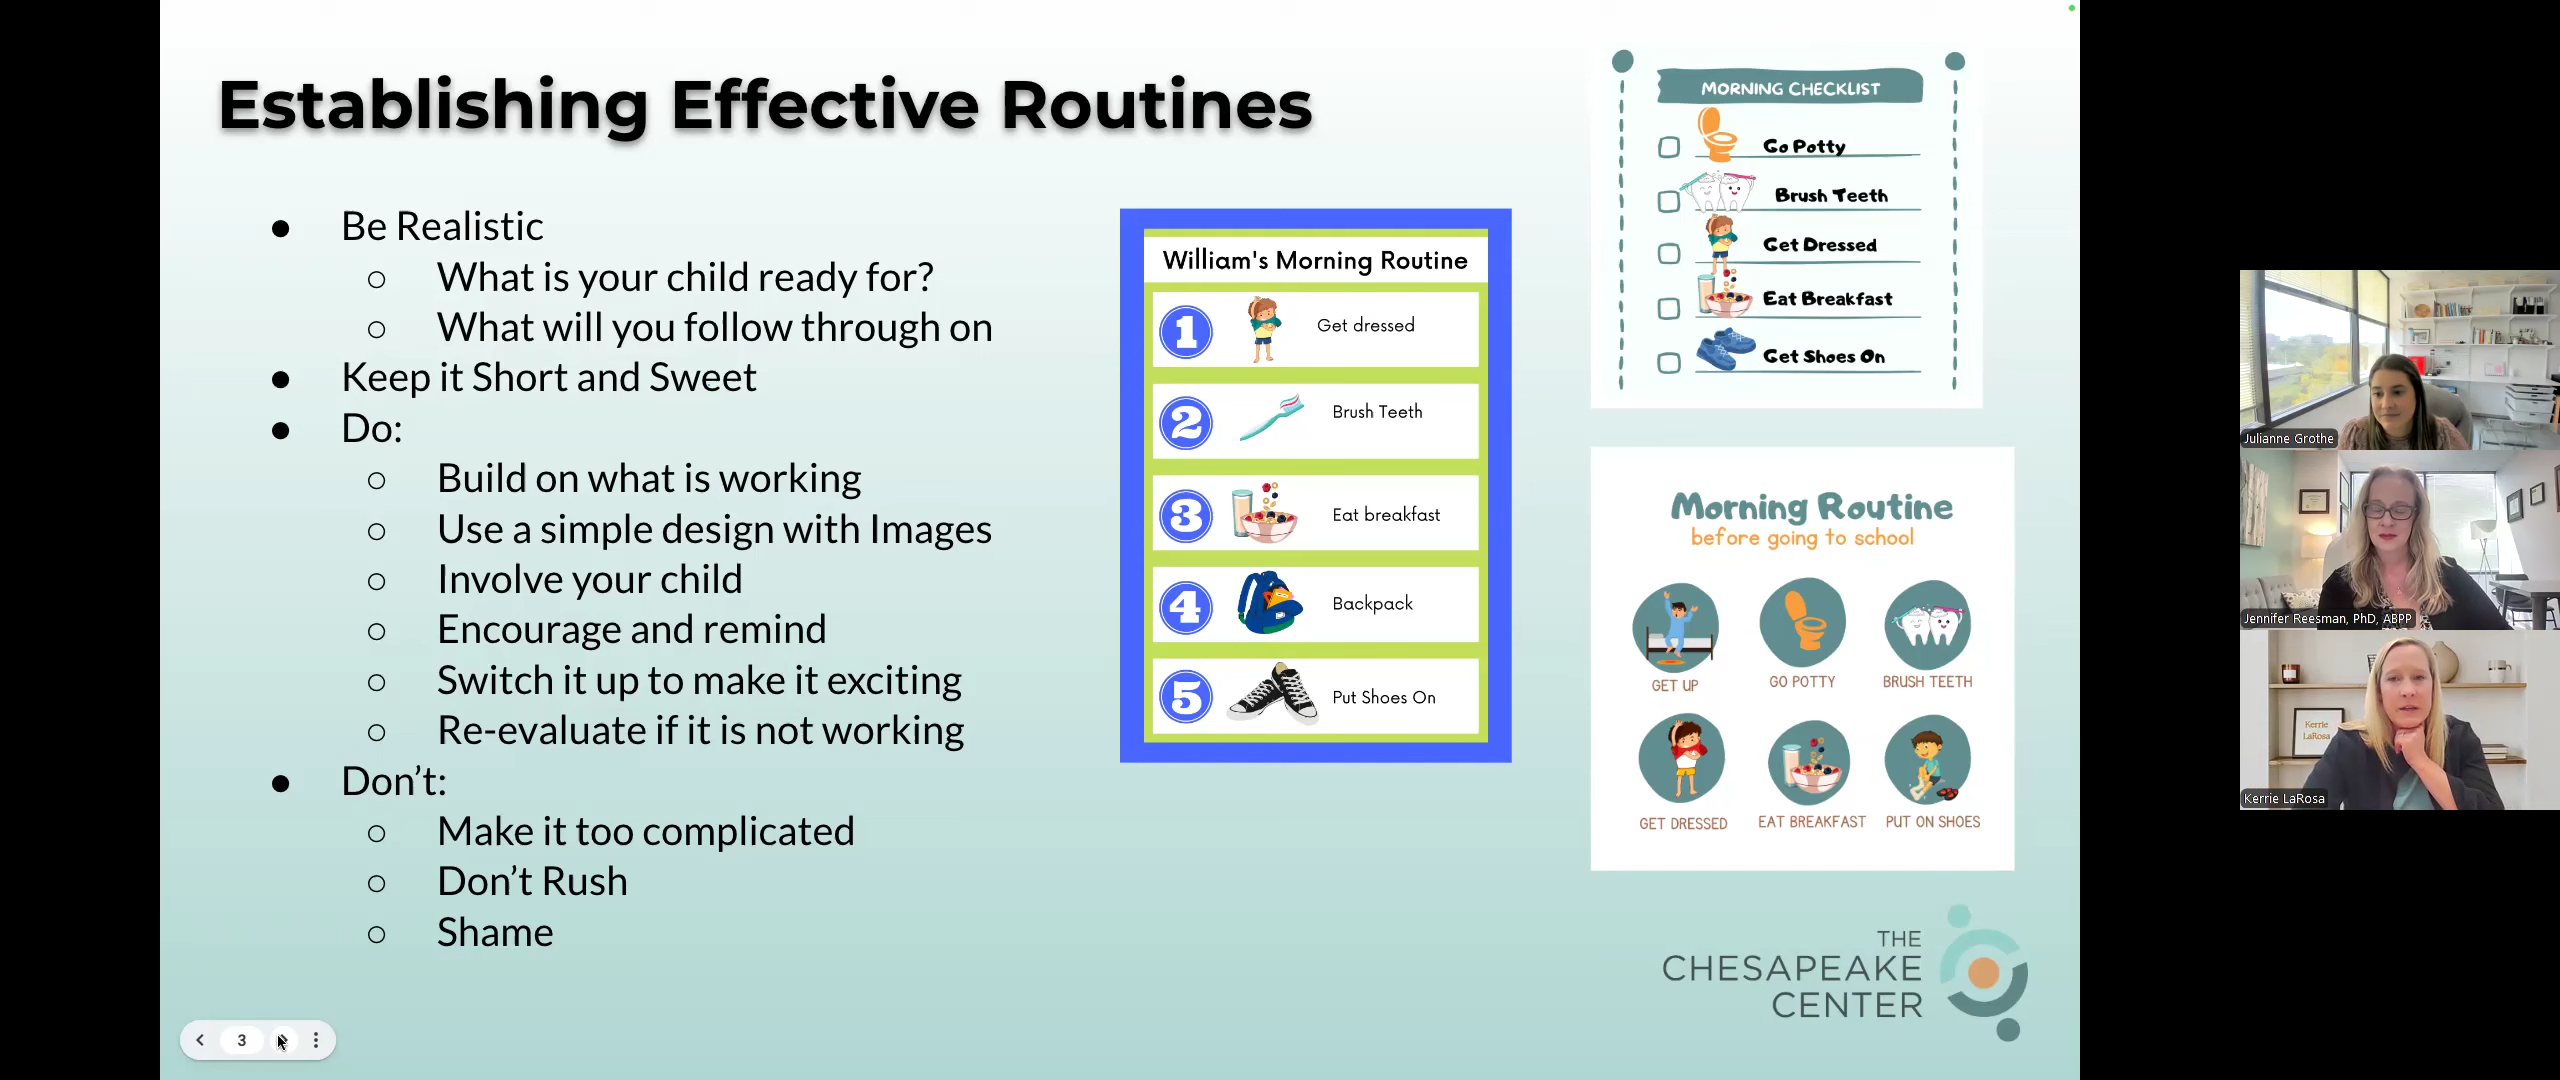 Establishing Effective Routines
● Be Realistic
○ What is your child ready for?
○ What will you follow through on
● Keep it Short and Sweet
● Do:
○ Build on what is working
○ Use a simple design with Images
○ Involve your child
○ Encourage and remind
○ Switch it up to make it exciting
○ Re-evaluate if it is not working
● Don’t:
○ Make it too complicated
○ Don’t Rush
○ Shame
William's Morning Routine
1 Get dressed
2 Brush Teeth
3 Eat breakfast
4 Backpack
5 Put Shoes On
MORNING CHECKLIST
Go Potty
Brush Teeth
Get Dressed
Eat Breakfast
Get Shoes On
Morning Routine
before going to school
GET UP GO POTTY BRUSH TEETH
GET DRESSED EAT BREAKFAST PUT ON SHOES
THE
CHESAPEAKE
CENTER
3
Julianne Grothe
Jennifer Reesman, PhD, ABPP
Kerrie
LaRosa
Kerrie LaRosa